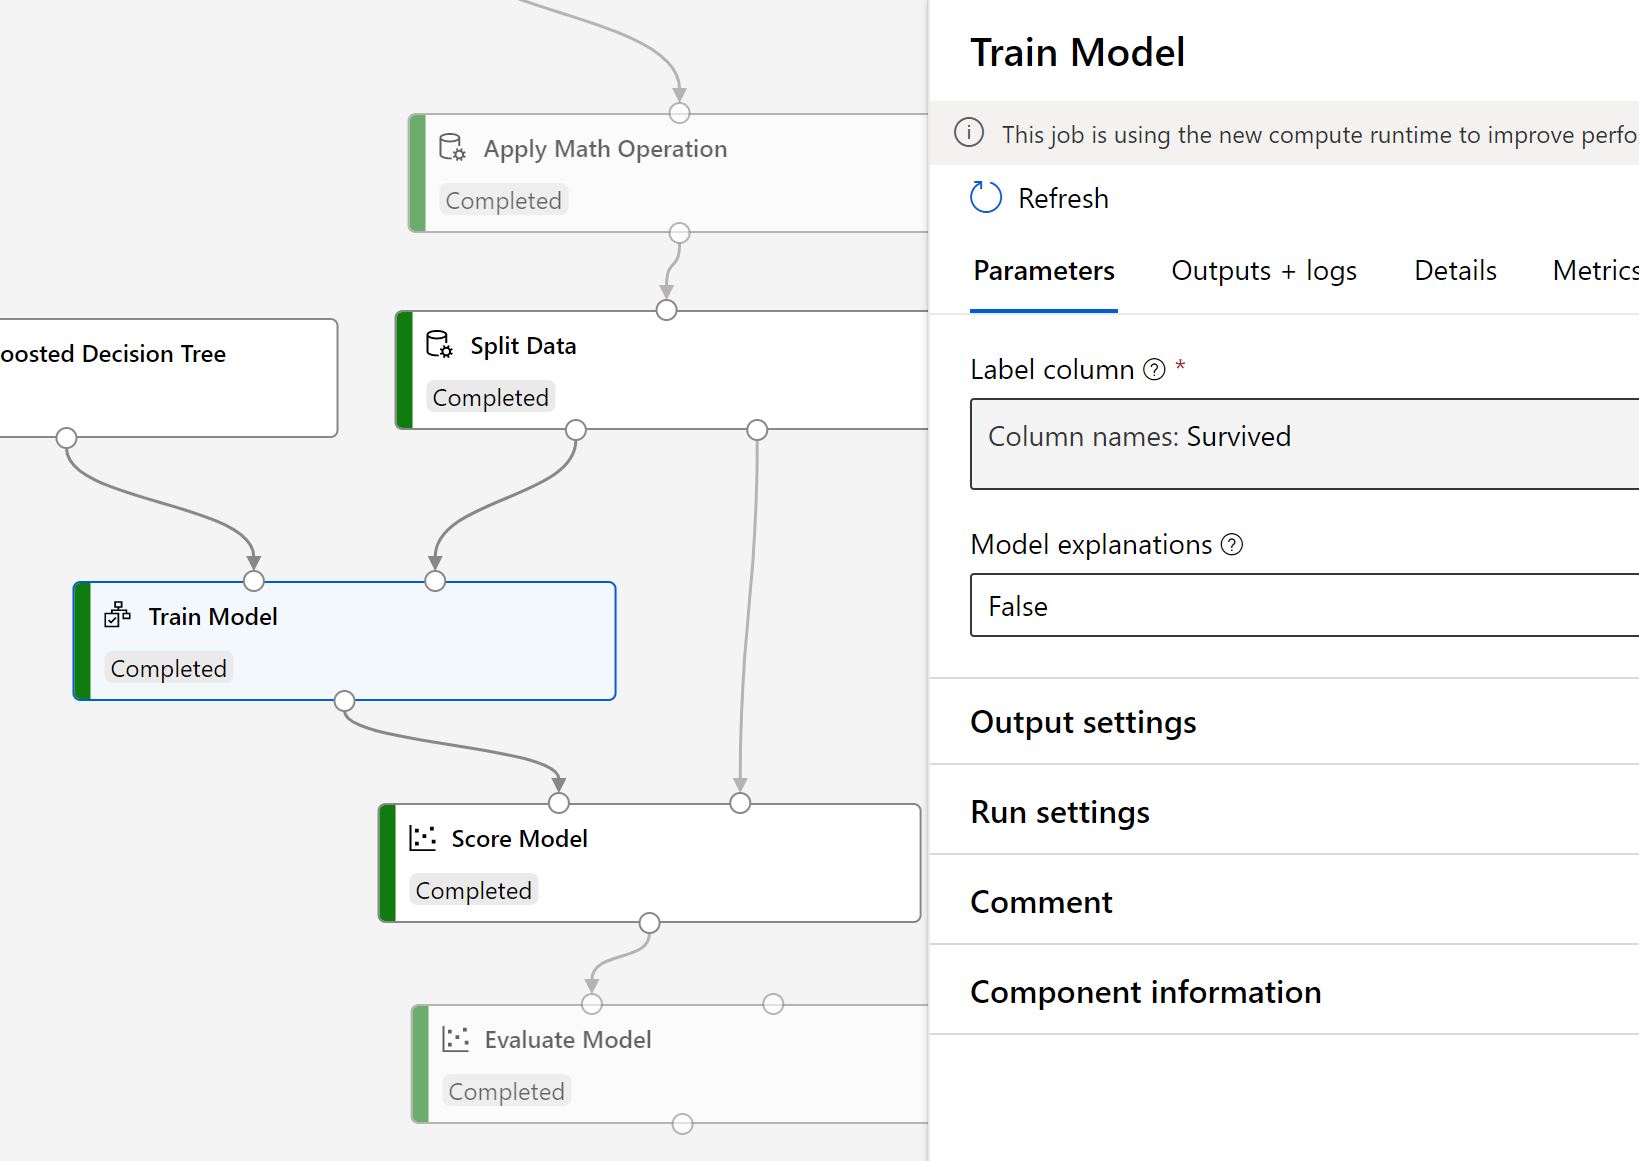 Apply Math Operation
Completed
Split Data
Completed
oosted Decision Tree
Train Model
Completed
Score Model
Completed
Evaluate Model
Completed
Train Model
This job is using the new compute runtime to improve perfo
Refresh
Parameters Outputs + logs Details Metrics
Label column *
Column names: Survived
Model explanations
False
Output settings
Run settings
Comment
Component information